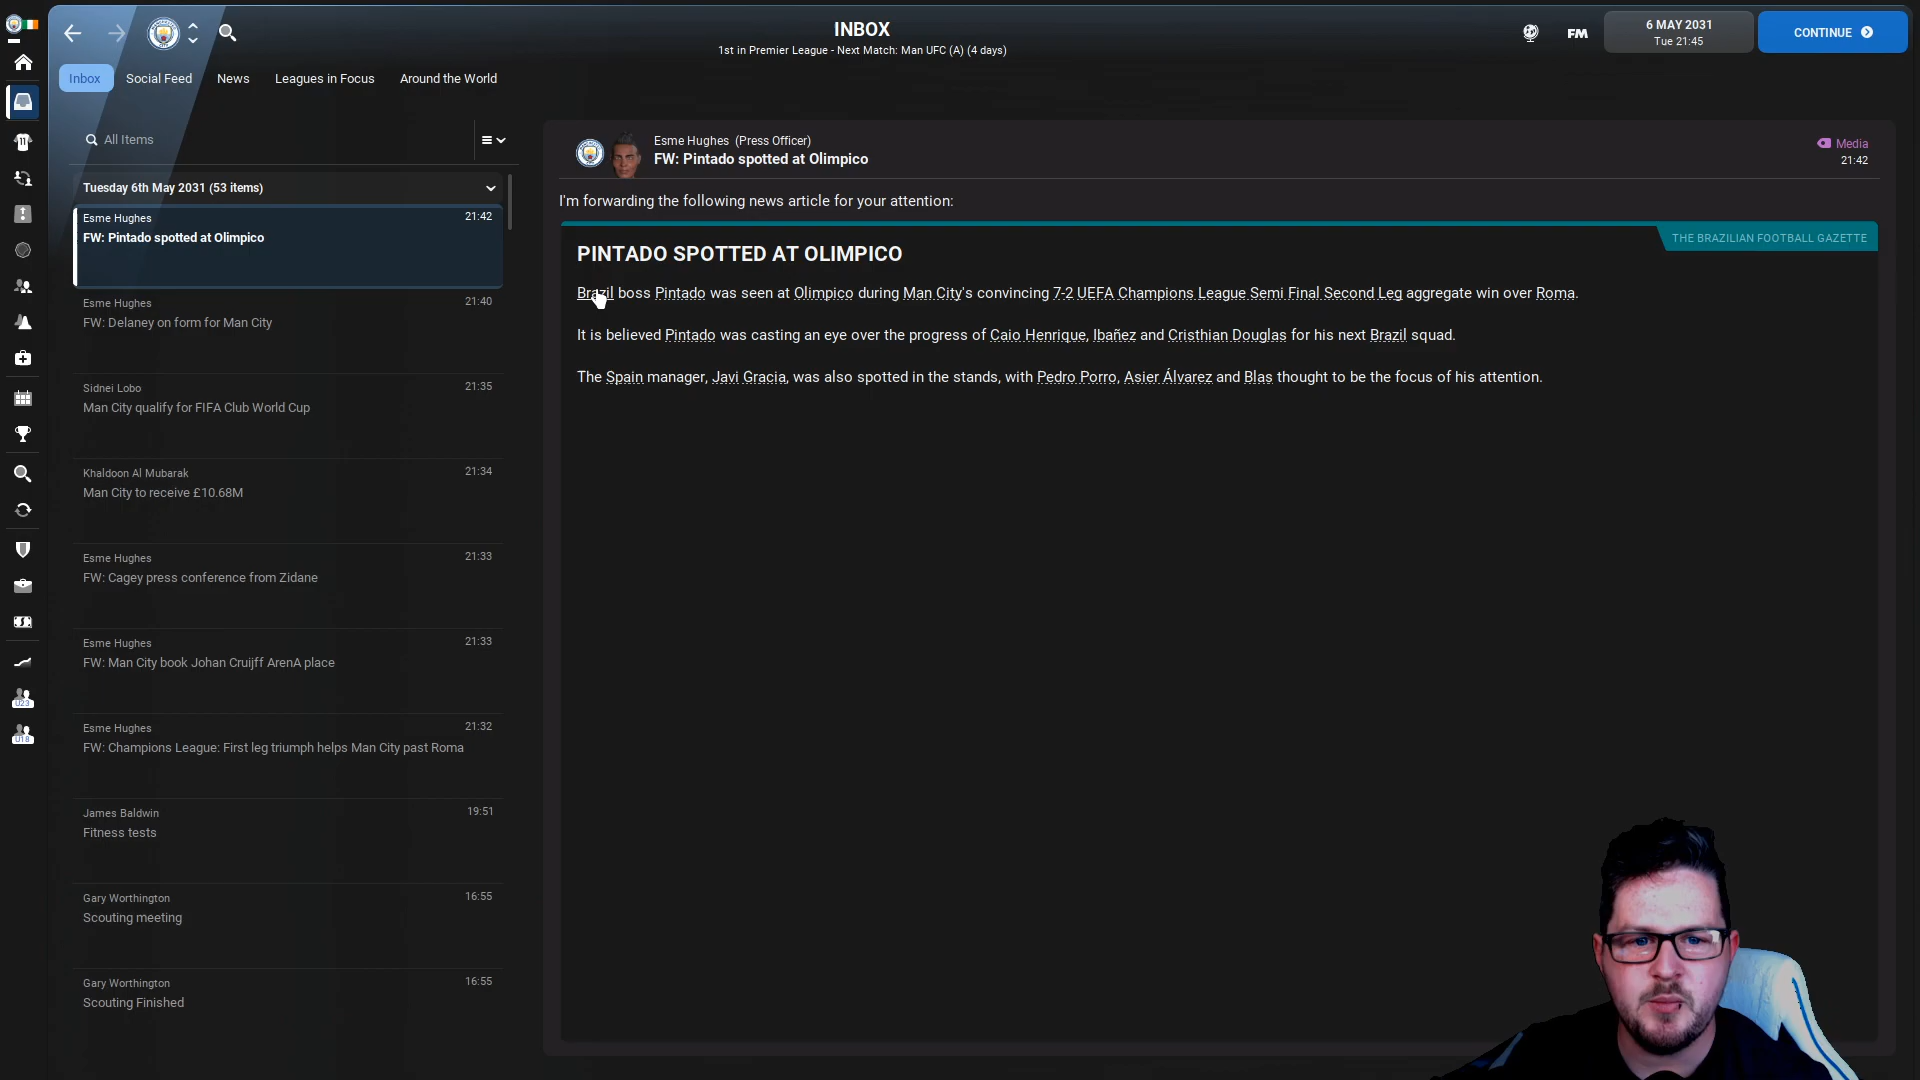 INBOX
1st in Premier League - Next Match: Man UFC (A) (4 days)
FM
6 MAY 2031
Tue 21:45
CONTINUE
Inbox
Social Feed
News
Leagues in Focus
Around the World
All Items
Tuesday 6th May 2031 (53 items)
Esme Hughes
21:42
FW: Pintado spotted at Olimpico
Esme Hughes
21:40
FW: Delaney on form for Man City
Sidnei Lobo
21:35
Man City qualify for FIFA Club World Cup
Khaldoon Al Mubarak
21:34
Man City to receive £10.68M
Esme Hughes
21:33
FW: Cagey press conference from Zidane
Esme Hughes
21:33
FW: Man City book Johan Cruijff ArenA place
Esme Hughes
21:32
FW: Champions League: First leg triumph helps Man City past Roma
James Baldwin
19:51
Fitness tests
Gary Worthington
16:55
Scouting meeting
Gary Worthington
16:55
Scouting Finished
U23
U18
Esme Hughes (Press Officer)
FW: Pintado spotted at Olimpico
Media
21:42
I'm forwarding the following news article for your attention:
THE BRAZILIAN FOOTBALL GAZETTE
PINTADO SPOTTED AT OLIMPICO
Brazil boss Pintado was seen at Olimpico during Man City's convincing 7-2 UEFA Champions League Semi Final Second Leg aggregate win over Roma.
It is believed Pintado was casting an eye over the progress of Caio Henrique, Ibañez and Cristhian Douglas for his next Brazil squad.
The Spain manager, Javi Gracia, was also spotted in the stands, with Pedro Porro, Asier Álvarez and Blas thought to be the focus of his attention.